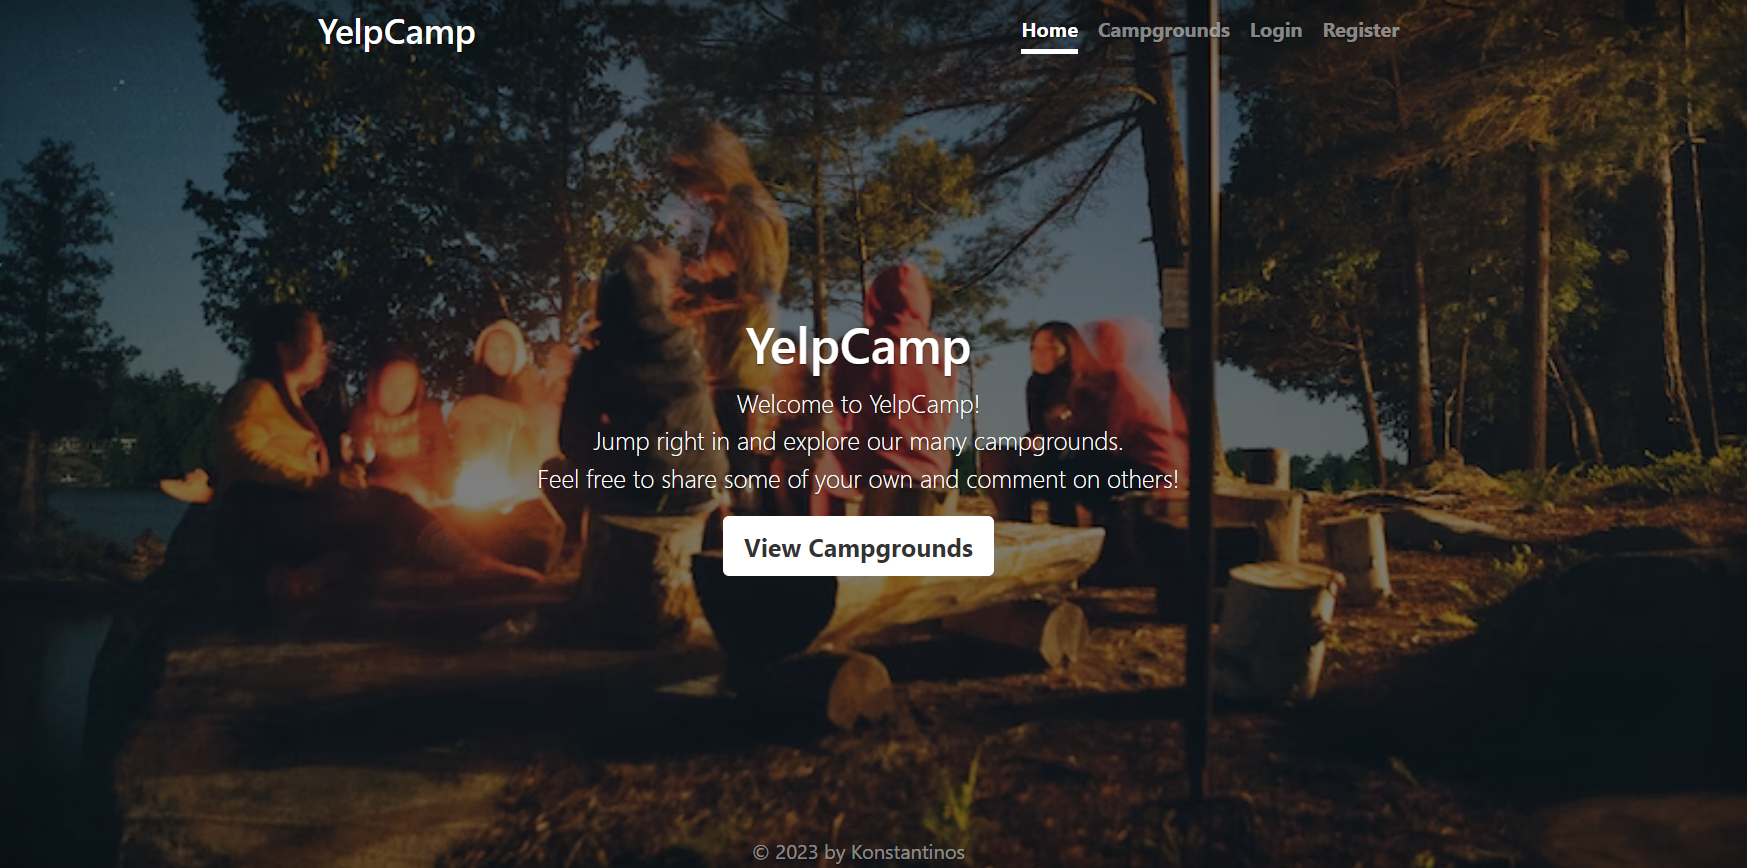 YelpCamp
Home Campgrounds Login Register
YelpCamp
Welcome to YelpCamp!
Jump right in and explore our many campgrounds.
Feel free to share some of your own and comment on others!
View Campgrounds
© 2023 by Konstantinos